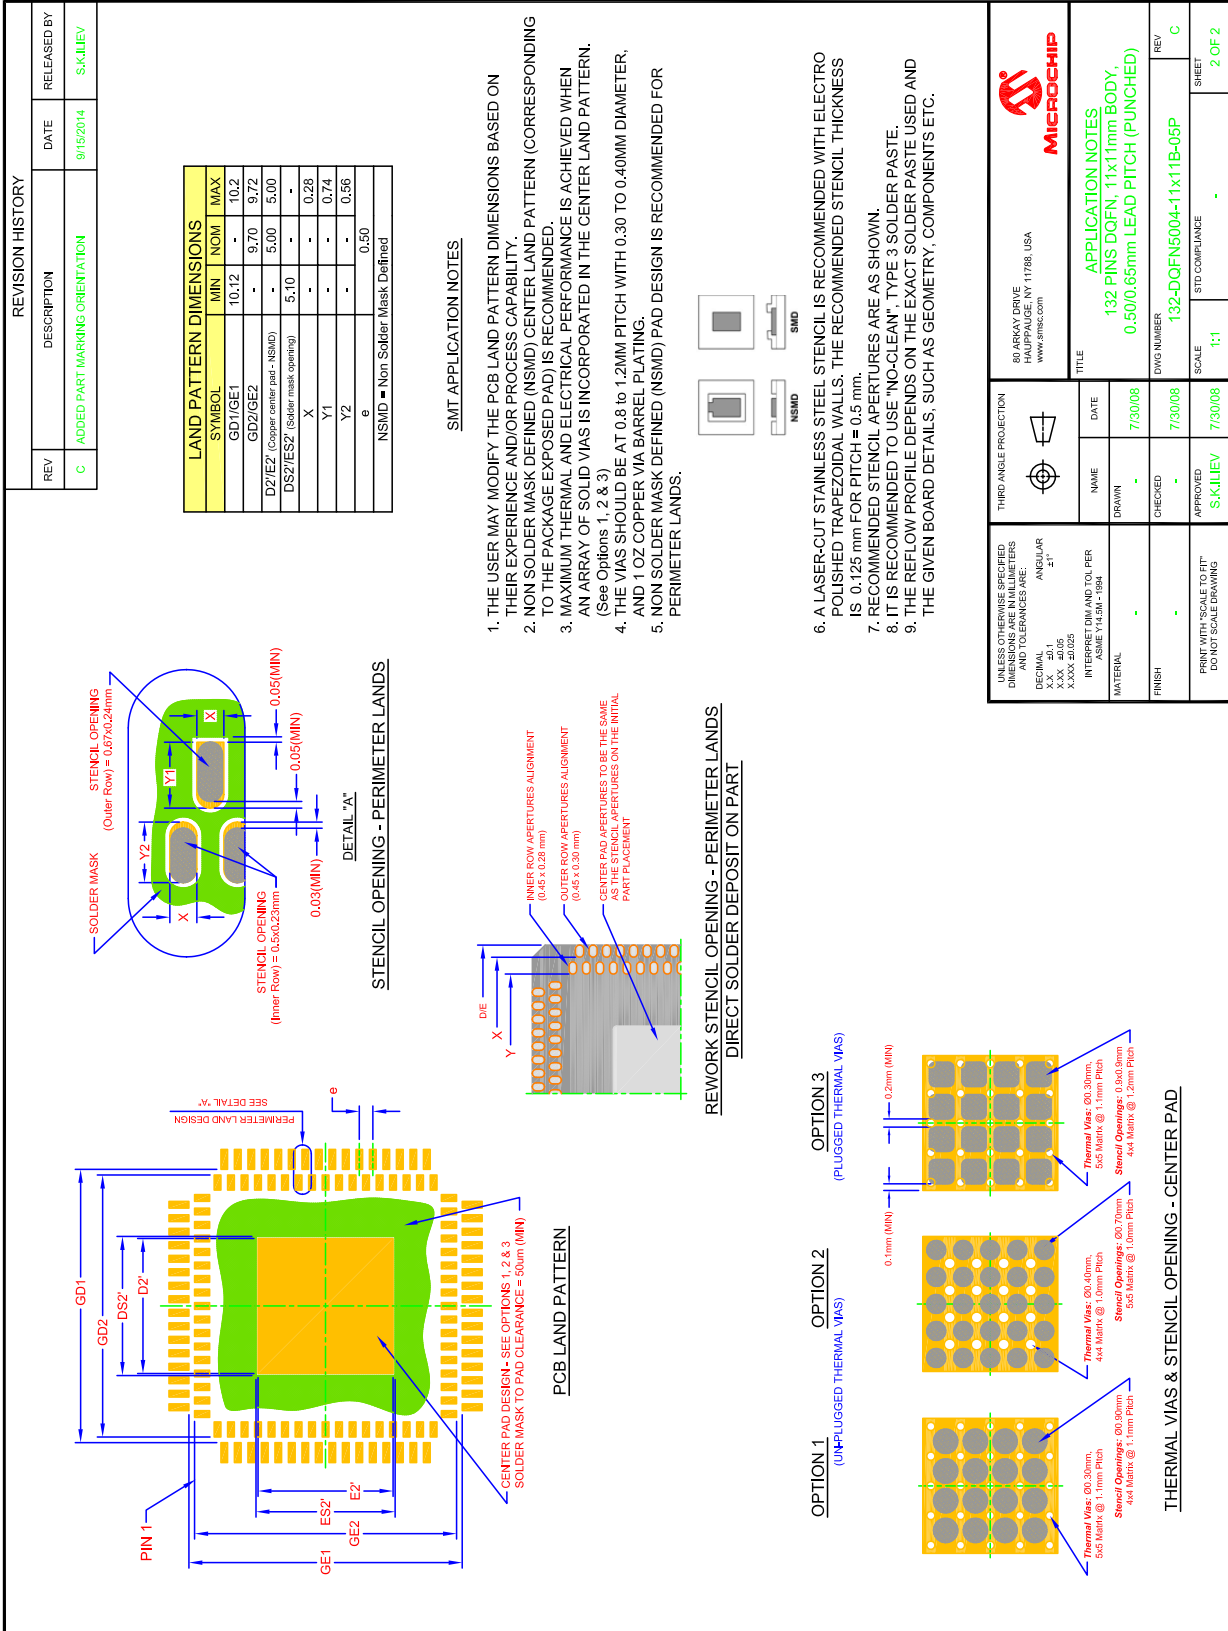 REVISION HISTORY
REV DESCRIPTION DATE RELEASED BY
C ADDED PART MARKING ORIENTATION 9/15/2014 S.K.ILIEV
PIN 1
GD1
GD2
DS2'
D2'
GE1
GE2
ES2'
E2'
PERIMETER LAND DESIGN
SEE DETAIL "A"
e
CENTER PAD DESIGN - SEE OPTIONS 1, 2 & 3
SOLDER MASK TO PAD CLEARANCE = 50um (MIN)
PCB LAND PATTERN
SOLDER MASK
STENCIL OPENING
(Outer Row) = 0.67x0.24mm
Y2
Y1
X
X
0.05(MIN)
0.05(MIN)
0.03(MIN)
STENCIL OPENING
(Inner Row) = 0.5x0.23mm
DETAIL "A"
STENCIL OPENING - PERIMETER LANDS
LAND PATTERN DIMENSIONS
SYMBOL MIN NOM MAX
GD1/GE1 10.12 - 10.2
GD2/GE2 - 9.70 9.72
D2'/E2' (Copper center pad - NSMD) - 5.00 5.00
DS2'/ES2' (Solder mask opening) 5.10 - -
X - - 0.28
Y1 - - 0.74
Y2 - - 0.56
e 0.50
NSMD = Non Solder Mask Defined
SMT APPLICATION NOTES
1. THE USER MAY MODIFY THE PCB LAND PATTERN DIMENSIONS BASED ON
THEIR EXPERIENCE AND/OR PROCESS CAPABILITY.
2. NON SOLDER MASK DEFINED (NSMD) CENTER LAND PATTERN (CORRESPONDING
TO THE PACKAGE EXPOSED PAD) IS RECOMMENDED.
3. MAXIMUM THERMAL AND ELECTRICAL PERFORMANCE IS ACHIEVED WHEN
AN ARRAY OF SOLID VIAS IS INCORPORATED IN THE CENTER LAND PATTERN.
(See Options 1, 2 & 3)
4. THE VIAS SHOULD BE AT 0.8 to 1.2MM PITCH WITH 0.30 TO 0.40MM DIAMETER,
AND 1 OZ COPPER VIA BARREL PLATING.
5. NON SOLDER MASK DEFINED (NSMD) PAD DESIGN IS RECOMMENDED FOR
PERIMETER LANDS.
NSMD SMD
6. A LASER-CUT STAINLESS STEEL STENCIL IS RECOMMENDED WITH ELECTRO
POLISHED TRAPEZOIDAL WALLS. THE RECOMMENDED STENCIL THICKNESS
IS 0.125 mm FOR PITCH = 0.5 mm.
7. RECOMMENDED STENCIL APERTURES ARE AS SHOWN.
8. IT IS RECOMMENDED TO USE "NO-CLEAN", TYPE 3 SOLDER PASTE.
9. THE REFLOW PROFILE DEPENDS ON THE EXACT SOLDER PASTE USED AND
THE GIVEN BOARD DETAILS, SUCH AS GEOMETRY, COMPONENTS ETC.
D/E
X
Y
INNER ROW APERTURES ALIGNMENT
(0.45 x 0.28 mm)
OUTER ROW APERTURES ALIGNMENT
(0.45 x 0.30 mm)
CENTER PAD APERTURES TO BE THE SAME
AS THE STENCIL APERTURES ON THE INITIAL
PART PLACEMENT
REWORK STENCIL OPENING - PERIMETER LANDS
DIRECT SOLDER DEPOSIT ON PART
OPTION 1 OPTION 2
(UN-PLUGGED THERMAL VIAS)
OPTION 3
(PLUGGED THERMAL VIAS)
0.1mm (MIN)
0.2mm (MIN)
Thermal Vias: Ø0.30mm,
5x5 Matrix @ 1.1mm Pitch
Stencil Openings: Ø0.90mm
4x4 Matrix @ 1.1mm Pitch
Thermal Vias: Ø0.40mm,
4x4 Matrix @ 1.0mm Pitch
Stencil Openings: Ø0.70mm
5x5 Matrix @ 1.0mm Pitch
Thermal Vias: Ø0.30mm,
5x5 Matrix @ 1.1mm Pitch
Stencil Openings: 0.9x0.9mm
4x4 Matrix @ 1.2mm Pitch
THERMAL VIAS & STENCIL OPENING - CENTER PAD
UNLESS OTHERWISE SPECIFIED
DIMENSIONS ARE IN MILLIMETERS
AND TOLERANCES ARE:
DECIMAL ANGULAR
X.X ±0.1 ±1°
X.XX ±0.05
X.XXX ±0.025
INTERPRET DIM AND TOL PER
ASME Y14.5M - 1994
MATERIAL -
FINISH -
PRINT WITH "SCALE TO FIT"
DO NOT SCALE DRAWING
THIRD ANGLE PROJECTION
NAME DATE
DRAWN - 7/30/08
CHECKED - 7/30/08
APPROVED S.K.ILIEV 7/30/08
80 ARKAY DRIVE
HAUPPAUGE, NY 11788, USA
www.smsc.com
MICROCHIP
TITLE
APPLICATION NOTES
132 PINS DQFN, 11x11mm BODY,
0.50/0.65mm LEAD PITCH (PUNCHED)
DWG NUMBER 132-DQFN5004-11x11B-05P REV C
SCALE 1:1 STD COMPLIANCE - SHEET 2 OF 2